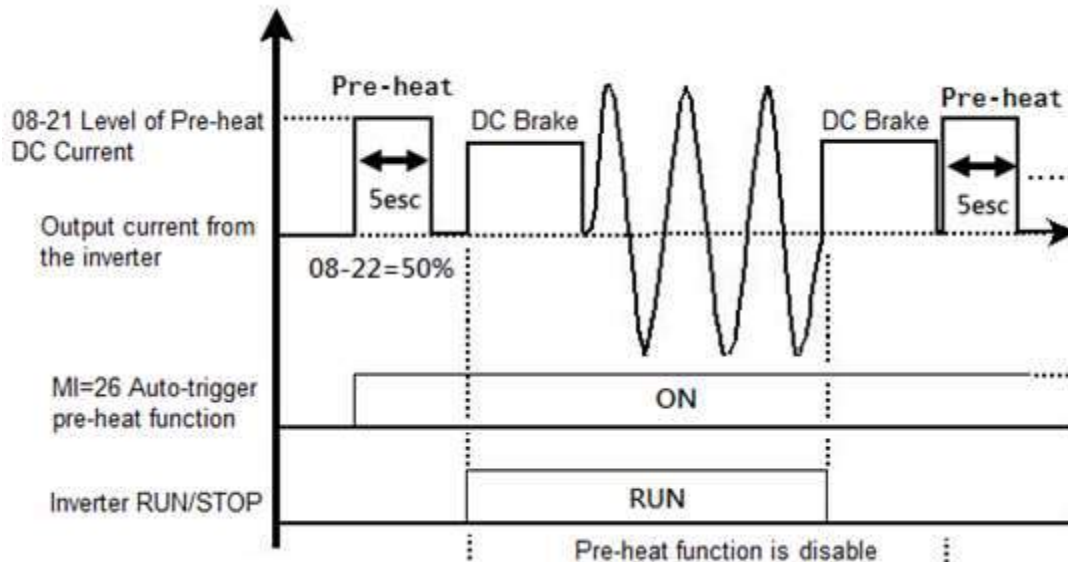 Pre-heat
Pre-heat
08-21 Level of Pre-heat
DC Current
DC Brake
DC Brake
5esc
5esc
Output current from
the inverter
08-22=50%
MI=26 Auto-trigger
pre-heat function
ON
Inverter RUN/STOP
RUN
Pre-heat function is disable